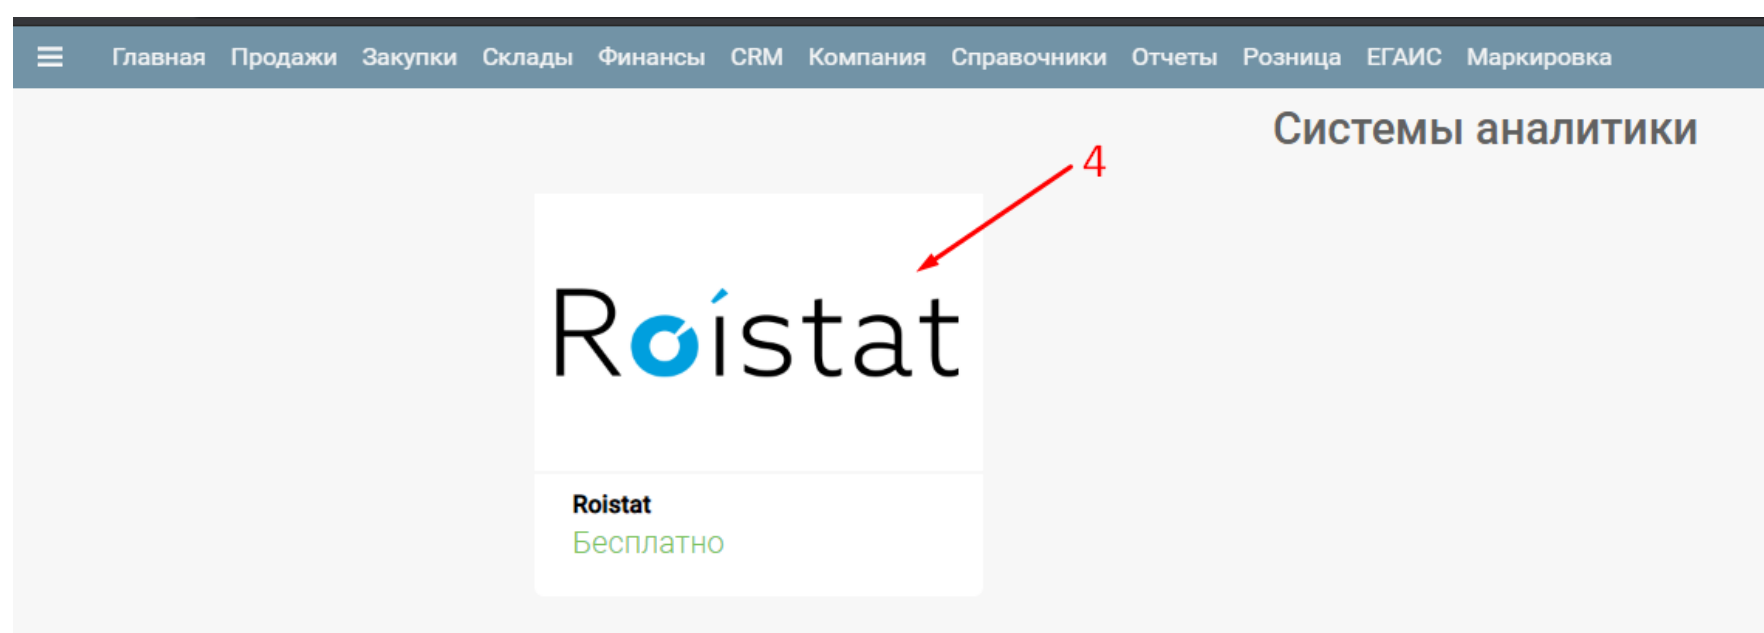 Главная Продажи Закупки Склады Финансы CRM Компания Справочники Отчеты Розница ЕГАИС Маркировка
Системы аналитики
4
Roistat
Roistat
Бесплатно